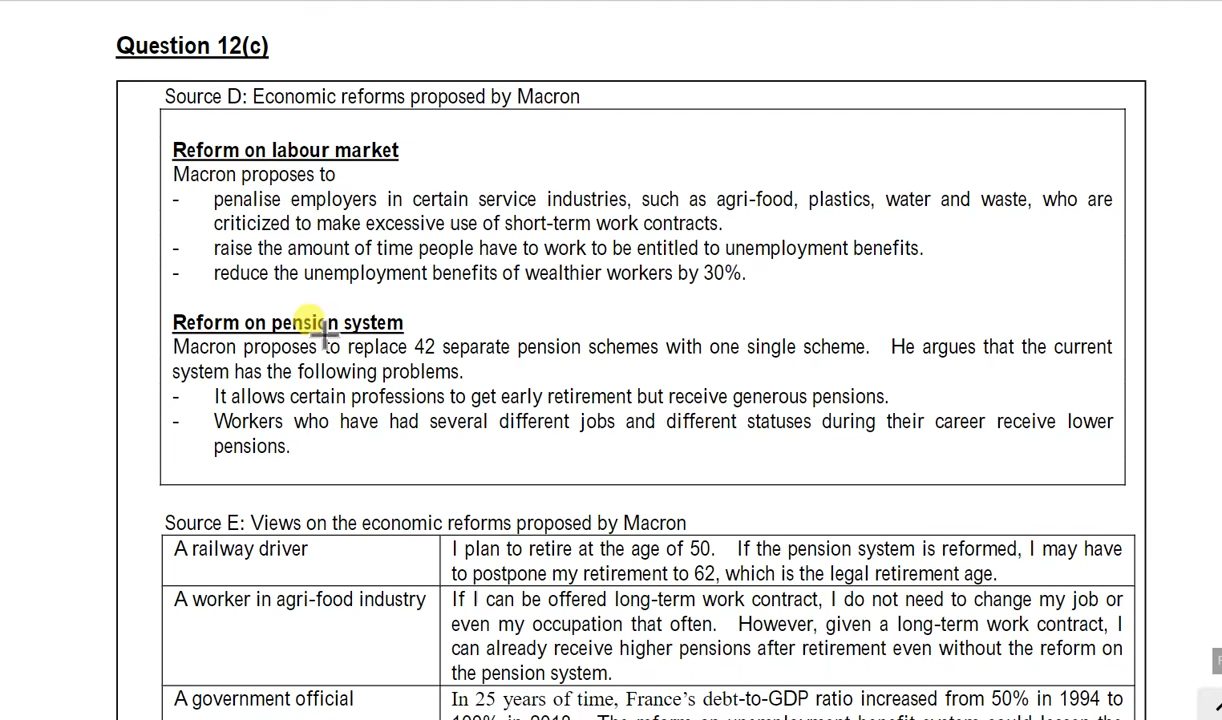 Question 12(c)
Source D: Economic reforms proposed by Macron
Reform on labour market
Macron proposes to
- penalise employers in certain service industries, such as agri-food, plastics, water and waste, who are
criticized to make excessive use of short-term work contracts.
- raise the amount of time people have to work to be entitled to unemployment benefits.
- reduce the unemployment benefits of wealthier workers by 30%.
Reform on pension system
Macron proposes to replace 42 separate pension schemes with one single scheme. He argues that the current
system has the following problems.
- It allows certain professions to get early retirement but receive generous pensions.
- Workers who have had several different jobs and different statuses during their career receive lower
pensions.
Source E: Views on the economic reforms proposed by Macron
A railway driver
I plan to retire at the age of 50. If the pension system is reformed, I may have
to postpone my retirement to 62, which is the legal retirement age.
A worker in agri-food industry
If I can be offered long-term work contract, I do not need to change my job or
even my occupation that often. However, given a long-term work contract, I
can already receive higher pensions after retirement even without the reform on
the pension system.
A government official
In 25 years of time, France's debt-to-GDP ratio increased from 50% in 1994 to